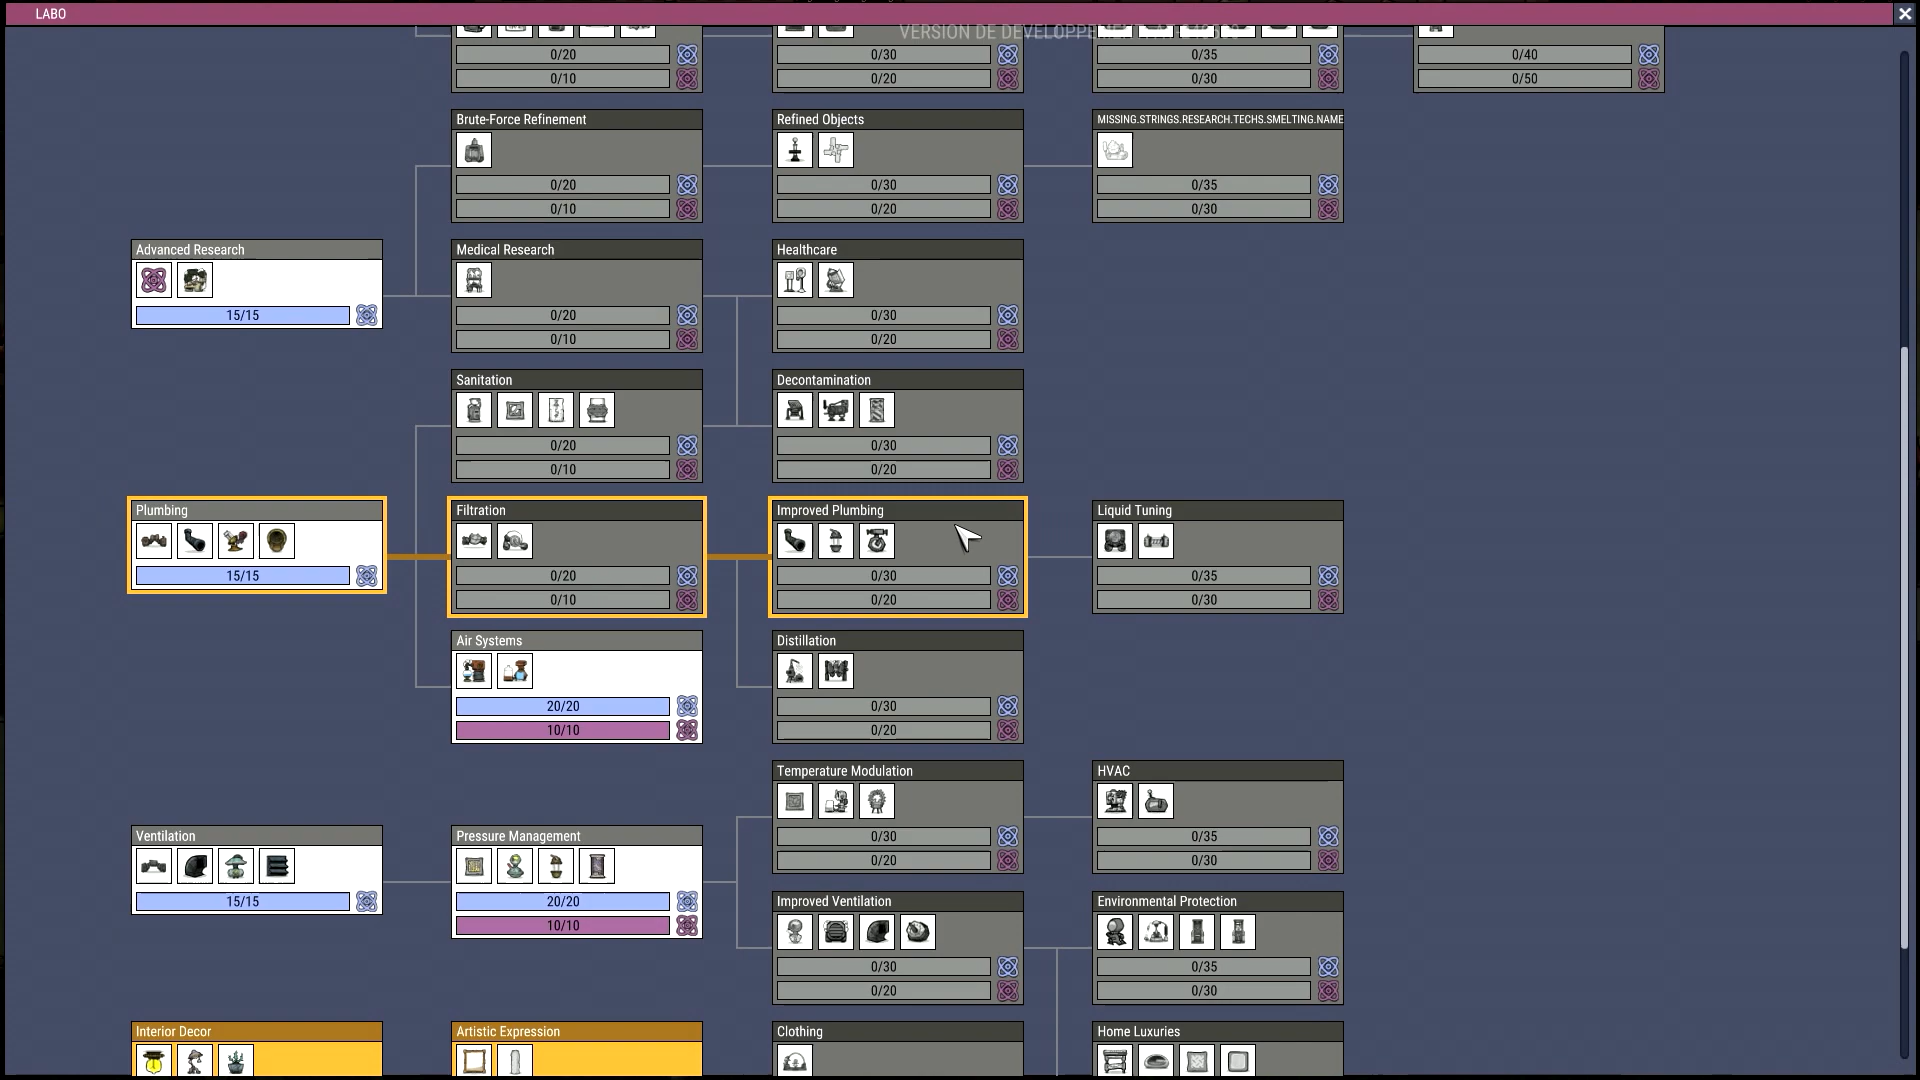 LABO
VERSION DE DEVELOPPEMENT
0/20
0/30
0/35
0/40
0/10
0/20
0/30
0/50
Brute-Force Refinement
Refined Objects
MISSING.STRINGS.RESEARCH.TECHS.SMELTING.NAME
0/20
0/30
0/35
0/10
0/20
0/30
Advanced Research
Medical Research
Healthcare
15/15
0/20
0/30
0/10
0/20
Sanitation
Decontamination
0/20
0/30
0/10
0/20
Plumbing
Filtration
Improved Plumbing
Liquid Tuning
15/15
0/20
0/30
0/35
0/10
0/20
0/30
Air Systems
Distillation
20/20
0/30
10/10
0/20
Temperature Modulation
HVAC
0/30
0/35
0/20
0/30
Ventilation
Pressure Management
15/15
20/20
10/10
Improved Ventilation
Environmental Protection
0/30
0/35
0/20
0/30
Interior Decor
Artistic Expression
Clothing
Home Luxuries